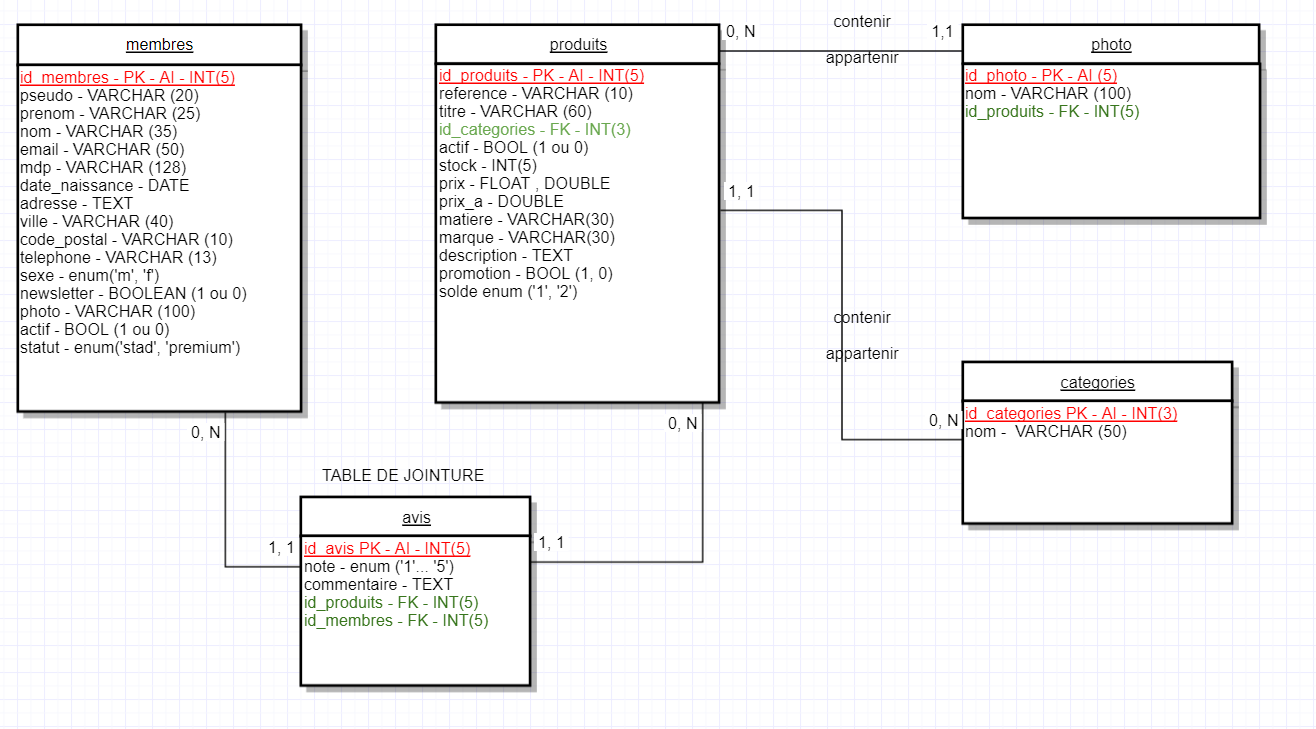 membres
id_membres - PK - AI - INT(5)
pseudo - VARCHAR (20)
prenom - VARCHAR (25)
nom - VARCHAR (35)
email - VARCHAR (50)
mdp - VARCHAR (128)
date_naissance - DATE
adresse - TEXT
ville - VARCHAR (40)
code_postal - VARCHAR (10)
telephone - VARCHAR (13)
sexe - enum('m', 'f')
newsletter - BOOLEAN (1 ou 0)
photo - VARCHAR (100)
actif - BOOL (1 ou 0)
statut - enum('stad', 'premium')
produits
id_produits - PK - AI - INT(5)
reference - VARCHAR (10)
titre - VARCHAR (60)
id_categories - FK - INT(3)
actif - BOOL (1 ou 0)
stock - INT(5)
prix - FLOAT , DOUBLE
prix_a - DOUBLE
matiere - VARCHAR(30)
marque - VARCHAR(30)
description - TEXT
promotion - BOOL (1, 0)
solde enum ('1', '2')
0, N
contenir
1,1
appartenir
photo
id_photo - PK - AI (5)
nom - VARCHAR (100)
id_produits - FK - INT(5)
1, 1
contenir
appartenir
0, N
categories
id_categories PK - AI - INT(3)
nom - VARCHAR (50)
0, N
0, N
TABLE DE JOINTURE
1, 1
1, 1
avis
id_avis PK - AI - INT(5)
note - enum ('1'... '5')
commentaire - TEXT
id_produits - FK - INT(5)
id_membres - FK - INT(5)